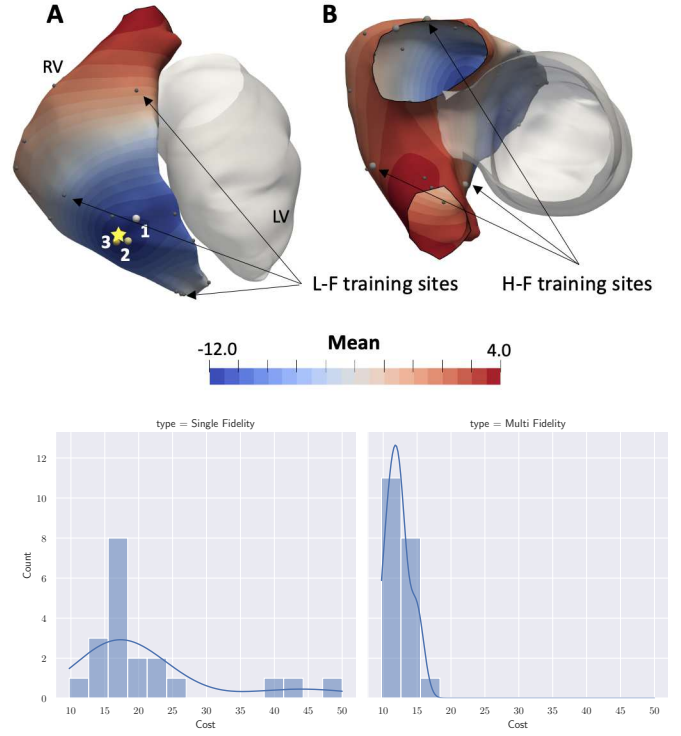 A
B
RV
LV
1
3
2
L-F training sites
H-F training sites
Mean
-12.0
4.0
type = Single Fidelity
type = Multi Fidelity
Count
12
10
8
6
4
2
0
10 15 20 25 30 35 40 45 50
10 15 20 25 30 35 40 45 50
Cost
Cost